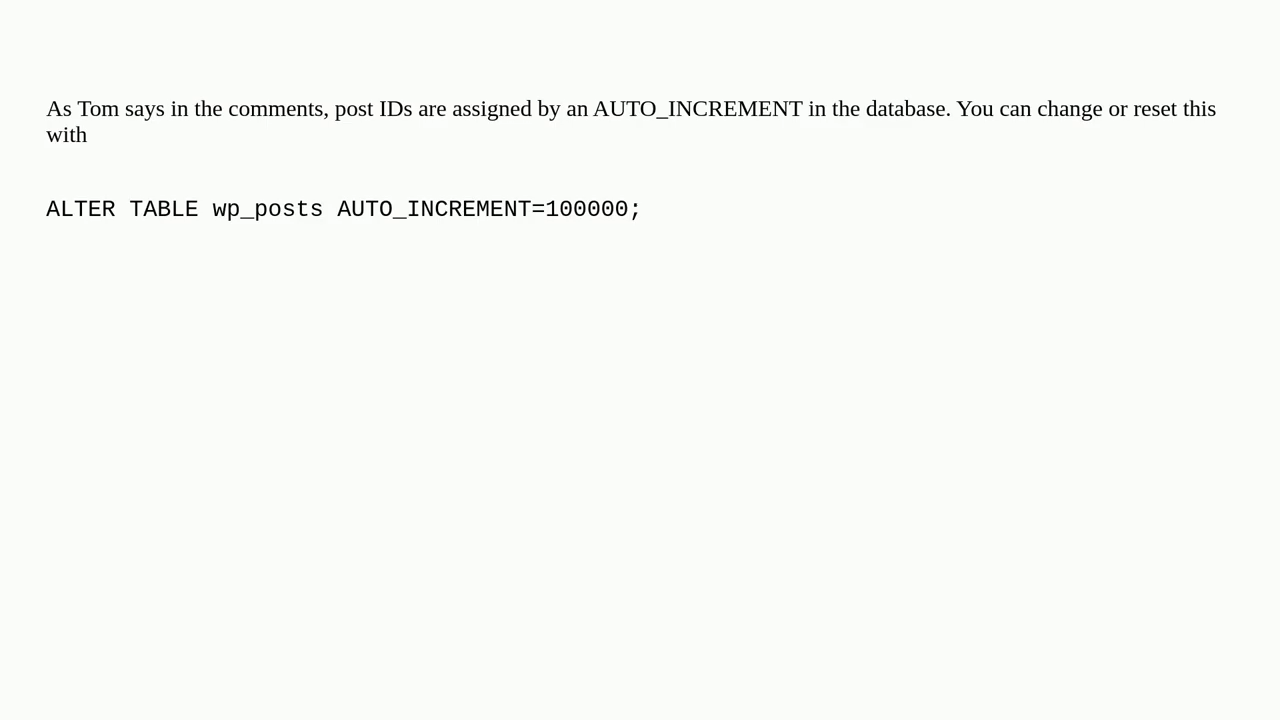 As Tom says in the comments, post IDs are assigned by an AUTO_INCREMENT in the database. You can change or reset this
with
ALTER TABLE wp_posts AUTO_INCREMENT=100000;